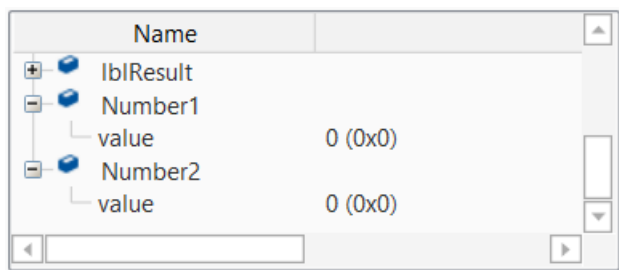 Name
lblResult
Number1
value 0 (0x0)
Number2
value 0 (0x0)